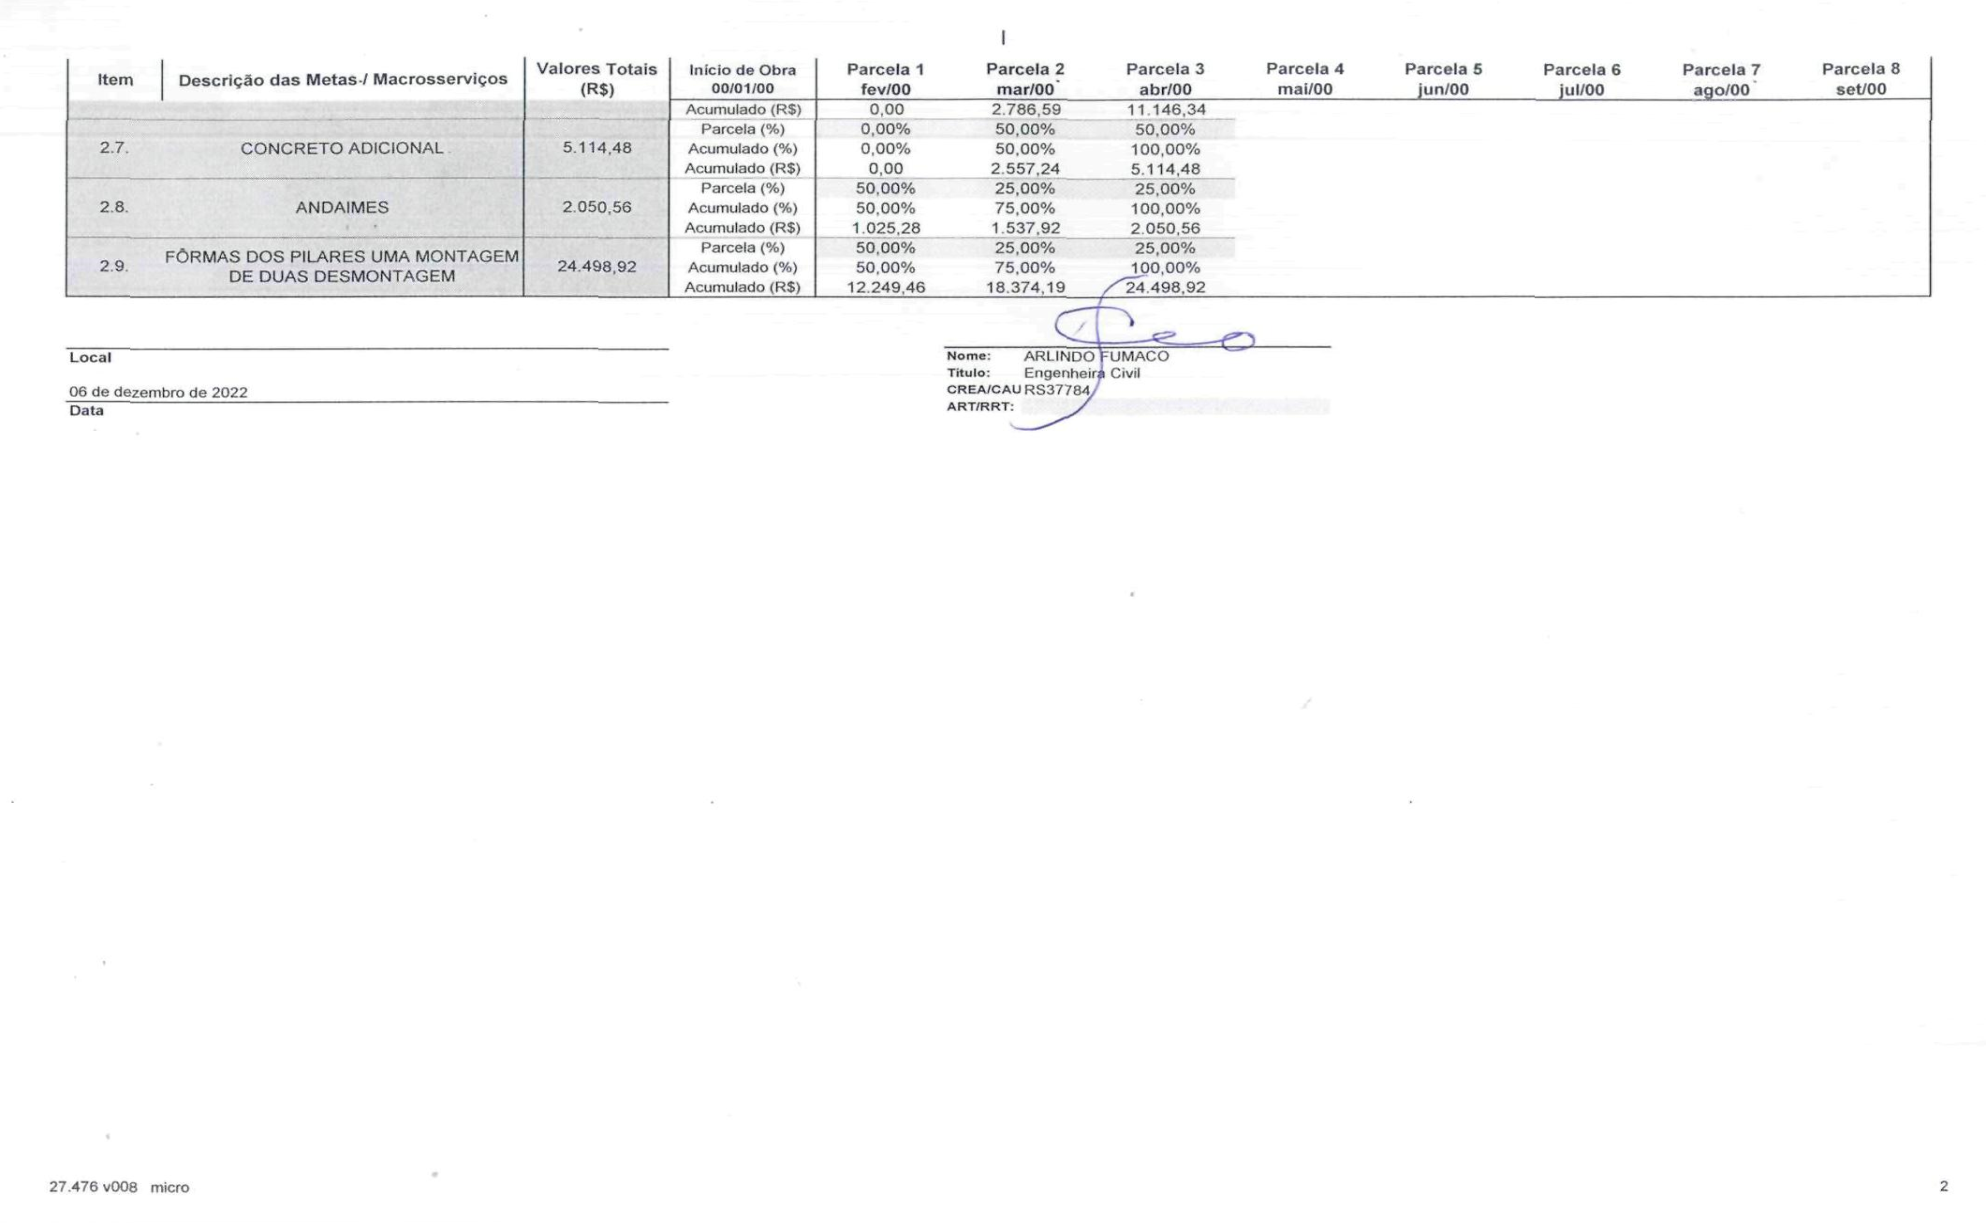 Item Descrição das Metas / Macrosserviços Valores Totais (R$) Início de Obra 00/01/00 Parcela 1 fev/00 Parcela 2 mar/00 Parcela 3 abr/00 Parcela 4 mai/00 Parcela 5 jun/00 Parcela 6 jul/00 Parcela 7 ago/00 Parcela 8 set/00
Acumulado (R$) 0,00 2.786,59 11.146,34
Parcela (%) 0,00% 50,00% 50,00%
2.7. CONCRETO ADICIONAL 5.114,48 Acumulado (%) 0,00% 50,00% 100,00%
Acumulado (R$) 0,00 2.557,24 5.114,48
Parcela (%) 50,00% 25,00% 25,00%
2.8. ANDAIMES 2.050,56 Acumulado (%) 50,00% 75,00% 100,00%
Acumulado (R$) 1.025,28 1.537,92 2.050,56
Parcela (%) 50,00% 25,00% 25,00%
2.9. FÔRMAS DOS PILARES UMA MONTAGEM DE DUAS DESMONTAGEM 24.498,92 Acumulado (%) 50,00% 75,00% 100,00%
Acumulado (R$) 12.249,46 18.374,19 24.498,92
Local
06 de dezembro de 2022
Data
Nome: ARLINDO FUMACO
Título: Engenheira Civil
CREA/CAU RS37784
ART/RRT:
27.476 v008 micro 2